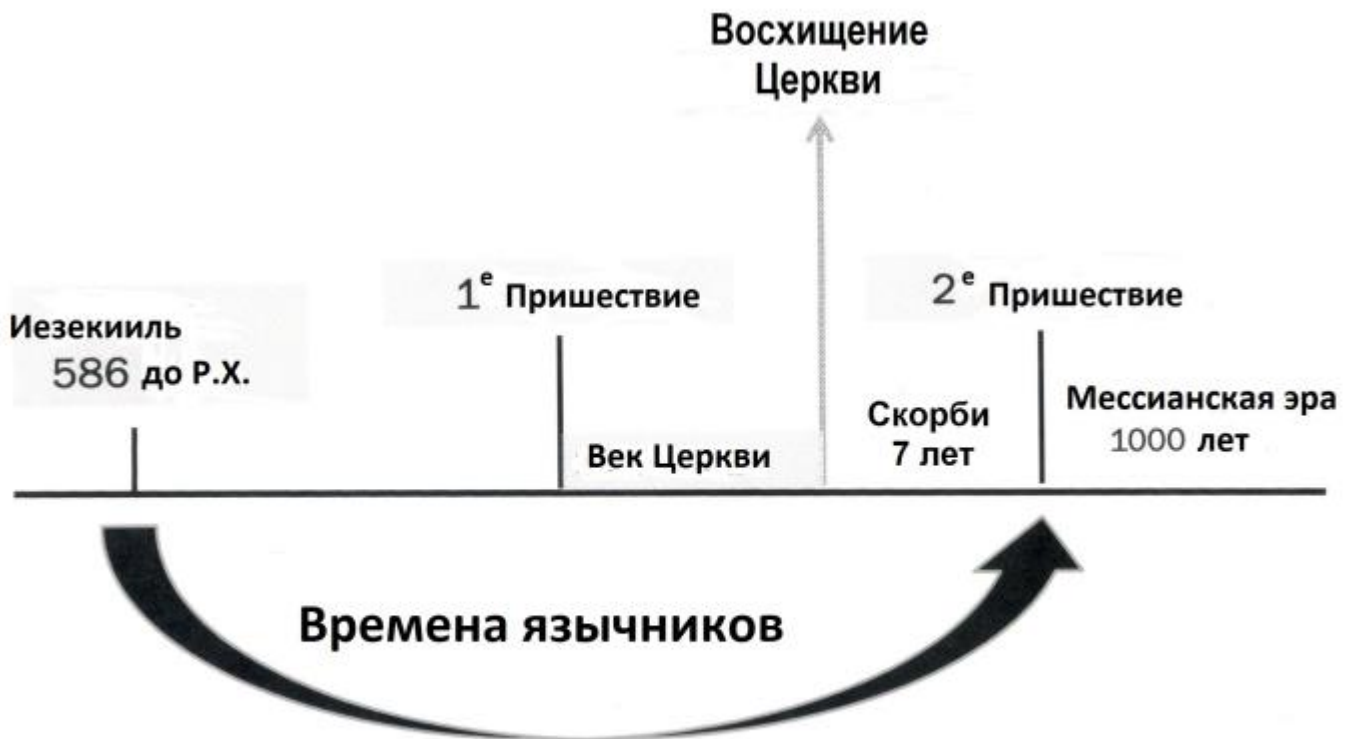 Восхищение
Церкви
1е Пришествие
2е Пришествие
Иезекииль
586 до Р.Х.
Век Церкви
Скорби
7 лет
Мессианская эра
1000 лет
Времена язычников